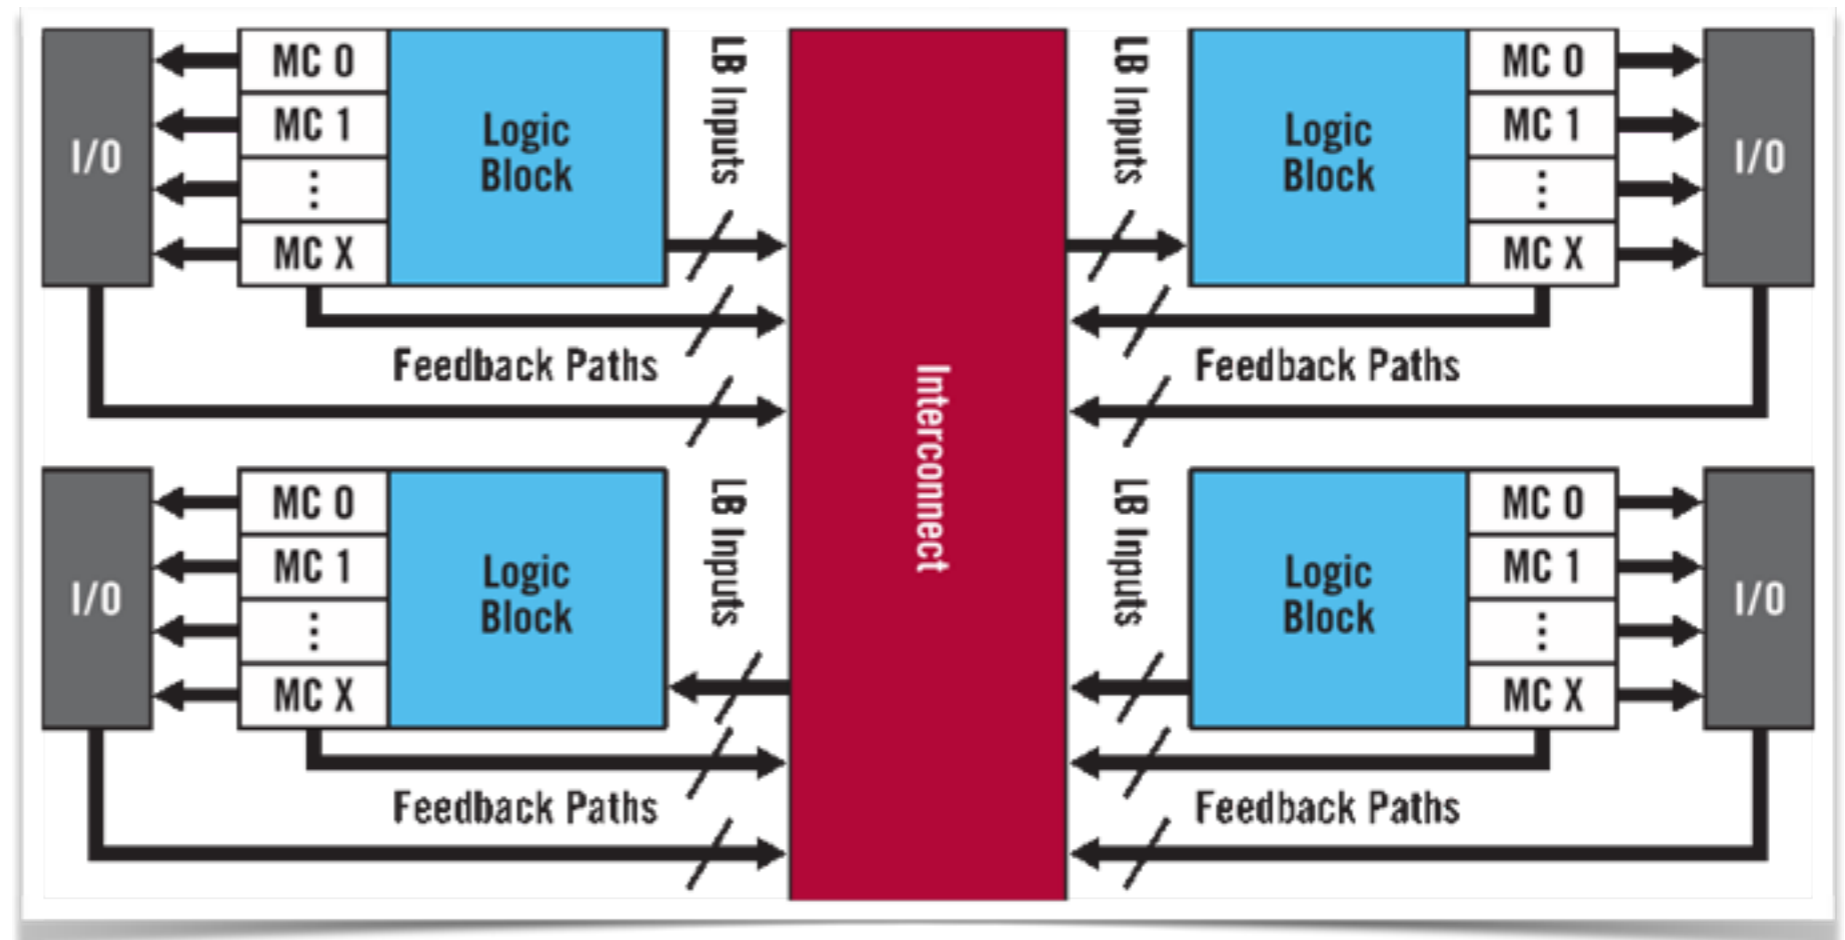 I/O
MC 0
MC 1
⋮
MC X
Logic
Block
LB Inputs
Feedback Paths
Interconnect
LB Inputs
Logic
Block
MC 0
MC 1
⋮
MC X
I/O
Feedback Paths
I/O
MC 0
MC 1
⋮
MC X
Logic
Block
LB Inputs
Feedback Paths
LB Inputs
Logic
Block
MC 0
MC 1
⋮
MC X
I/O
Feedback Paths